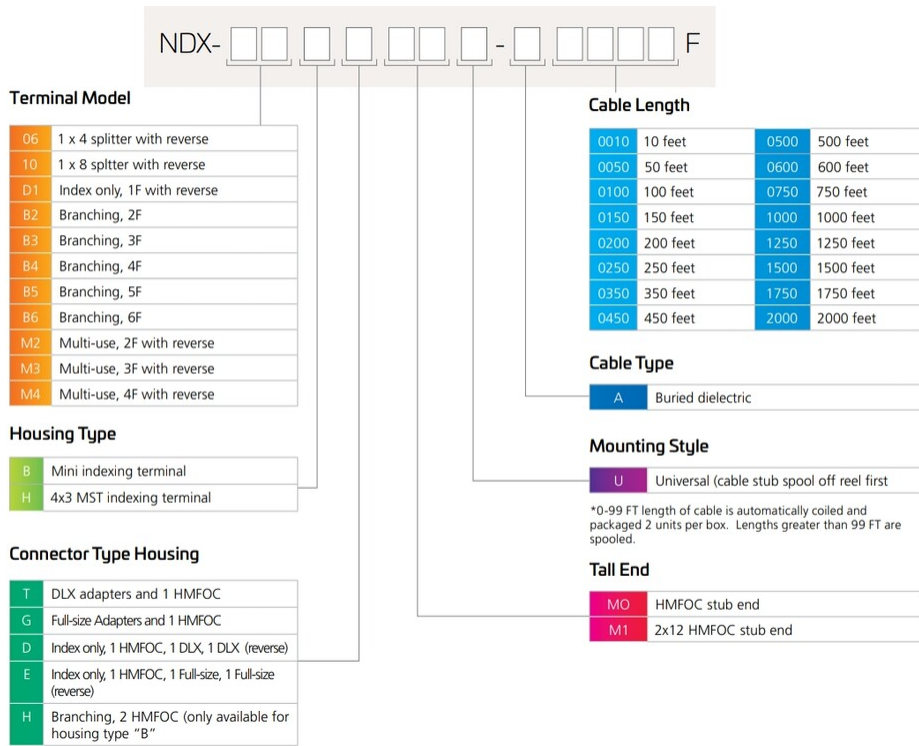 NDX- - F
Terminal Model
06 1 x 4 splitter with reverse
10 1 x 8 spltter with reverse
D1 Index only, 1F with reverse
B2 Branching, 2F
B3 Branching, 3F
B4 Branching, 4F
B5 Branching, 5F
B6 Branching, 6F
M2 Multi-use, 2F with reverse
M3 Multi-use, 3F with reverse
M4 Multi-use, 4F with reverse
Housing Type
B Mini indexing terminal
H 4x3 MST indexing terminal
Connector Type Housing
T DLX adapters and 1 HMFOC
G Full-size Adapters and 1 HMFOC
D Index only, 1 HMFOC, 1 DLX, 1 DLX (reverse)
E Index only, 1 HMFOC, 1 Full-size, 1 Full-size
(reverse)
H Branching, 2 HMFOC (only available for
housing type "B"
Cable Length
0010 10 feet 0500 500 feet
0050 50 feet 0600 600 feet
0100 100 feet 0750 750 feet
0150 150 feet 1000 1000 feet
0200 200 feet 1250 1250 feet
0250 250 feet 1500 1500 feet
0350 350 feet 1750 1750 feet
0450 450 feet 2000 2000 feet
Cable Type
A Buried dielectric
Mounting Style
U Universal (cable stub spool off reel first
*0-99 FT length of cable is automatically coiled and
packaged 2 units per box. Lengths greater than 99 FT are
spooled.
Tall End
MO HMFOC stub end
M1 2x12 HMFOC stub end